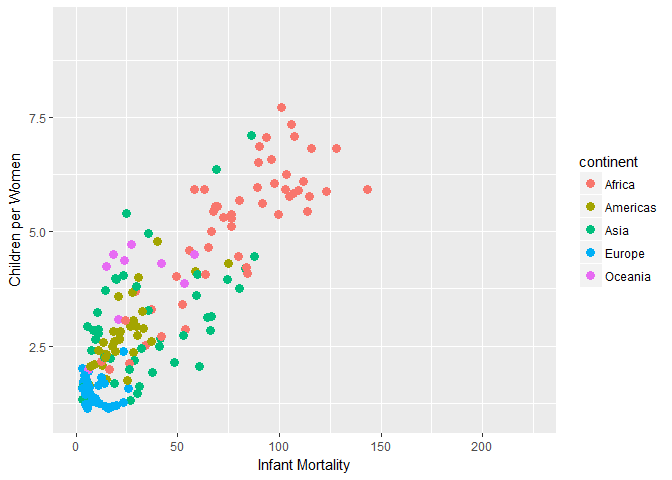 7.5
5.0
2.5
Children per Women
0
50
100
150
200
Infant Mortality
continent
Africa
Americas
Asia
Europe
Oceania